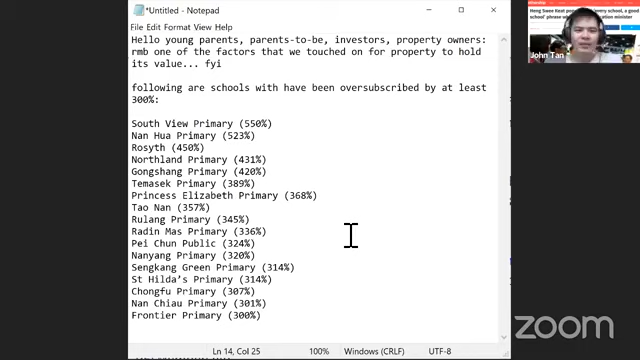 *Untitled - Notepad
File Edit Format View Help
Hello young parents, parents-to-be, investors, property owners:
rmb one of the factors that we touched on for property to hold
its value... fyi
following are schools with have been oversubscribed by at least
300%:
South View Primary (550%)
Nan Hua Primary (523%)
Rosyth (450%)
Northland Primary (431%)
Gongshang Primary (420%)
Temasek Primary (389%)
Princess Elizabeth Primary (368%)
Tao Nan (357%)
Rulang Primary (345%)
Radin Mas Primary (336%)
Pei Chun Public (324%)
Nanyang Primary (320%)
Sengkang Green Primary (314%)
St Hilda's Primary (314%)
Chongfu Primary (307%)
Nan Chiau Primary (301%)
Frontier Primary (300%)
Ln 14, Col 25
100%
Windows (CRLF)
UTF-8
John Tan
zoom